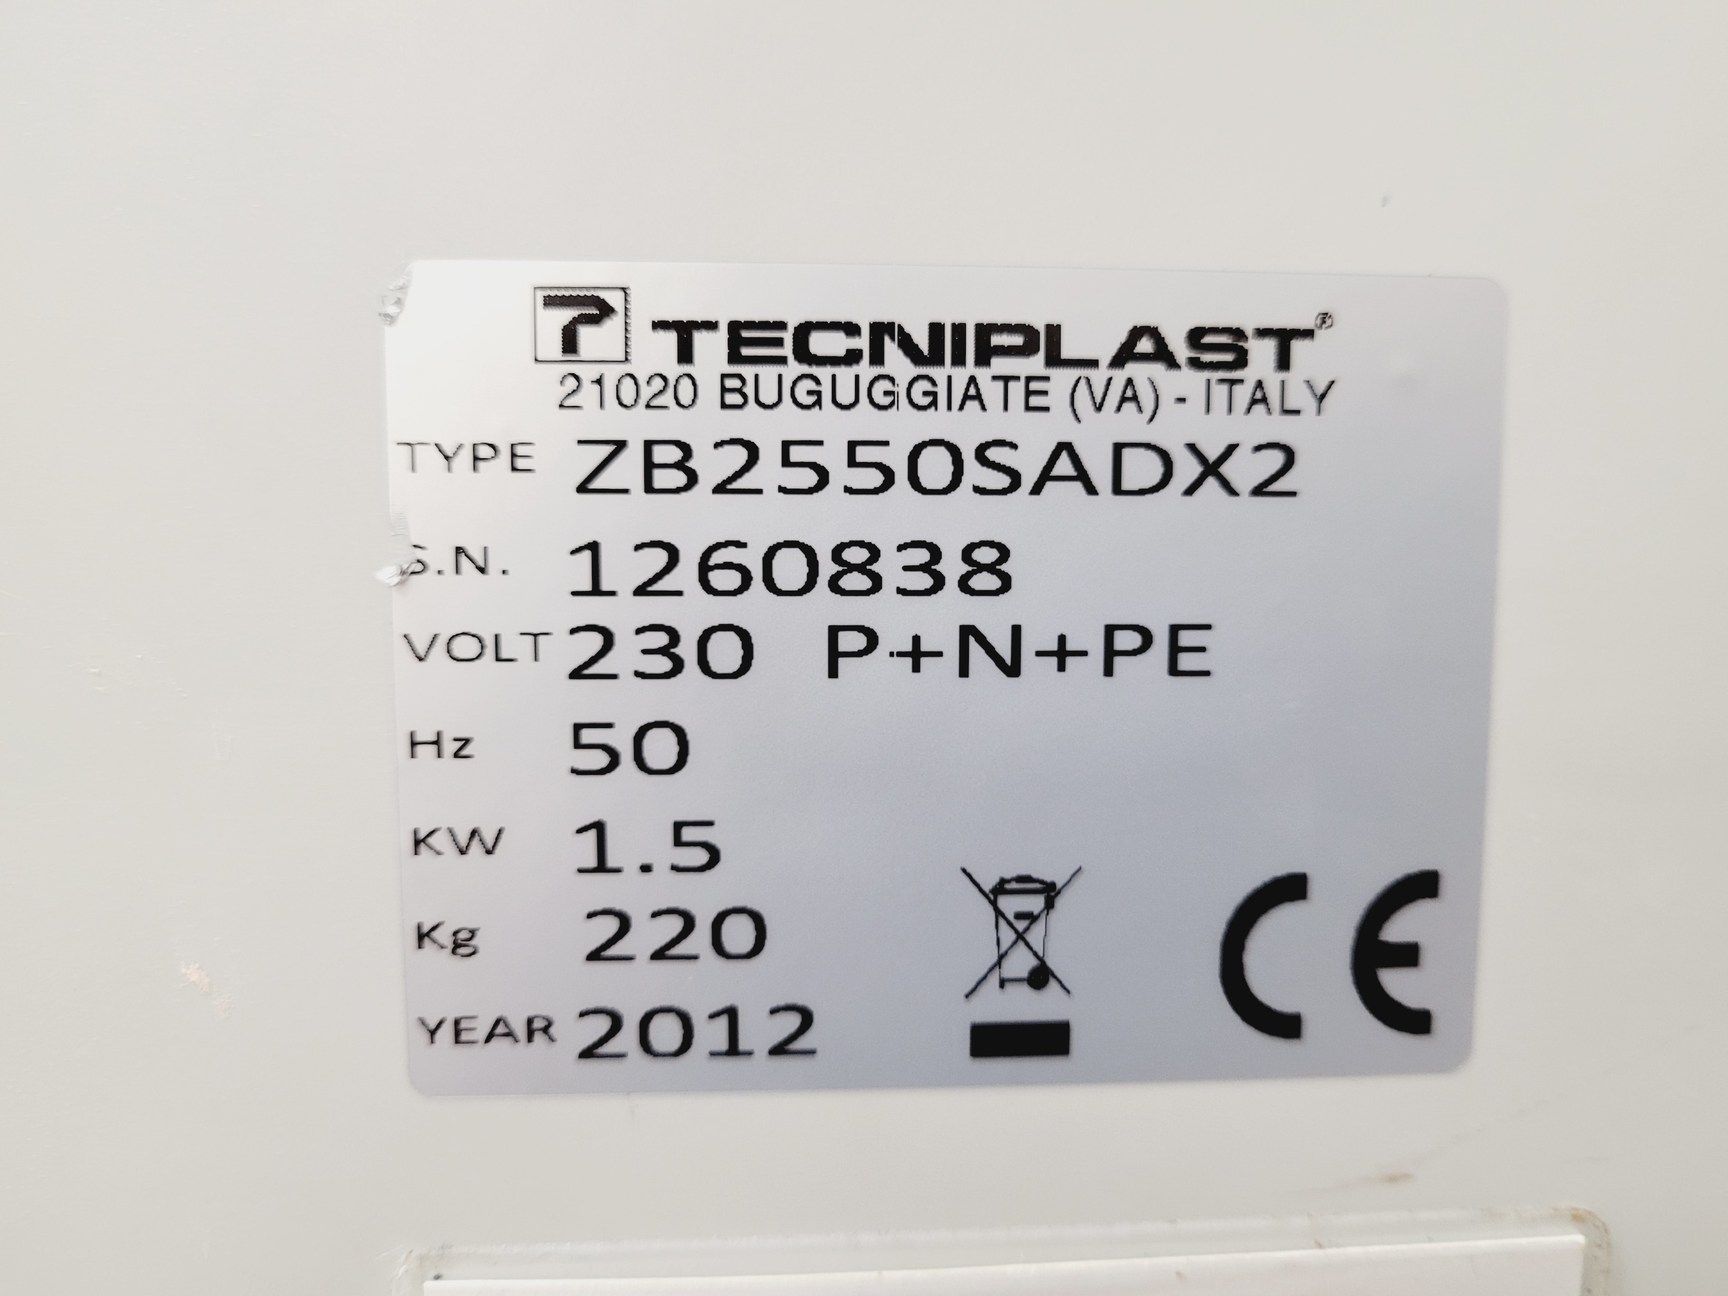 TECNIPLAST®
21020 BUGUGGIATE (VA) - ITALY
TYPE ZB2550SADX2
S.N. 1260838
VOLT 230 P+N+PE
Hz 50
KW 1.5
Kg 220
YEAR 2012
CE